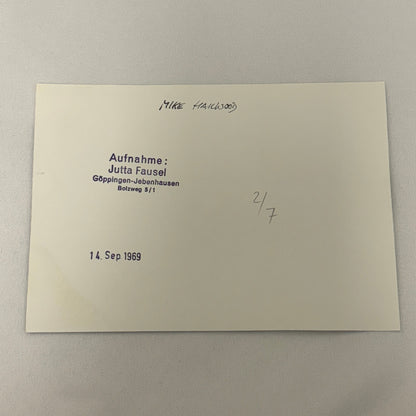 MIKE HAILWOOD
Aufnahme:
Jutta Fausel
Göppingen-Jebenhausen
Bolzweg 5/1
2/7
14. Sep. 1969